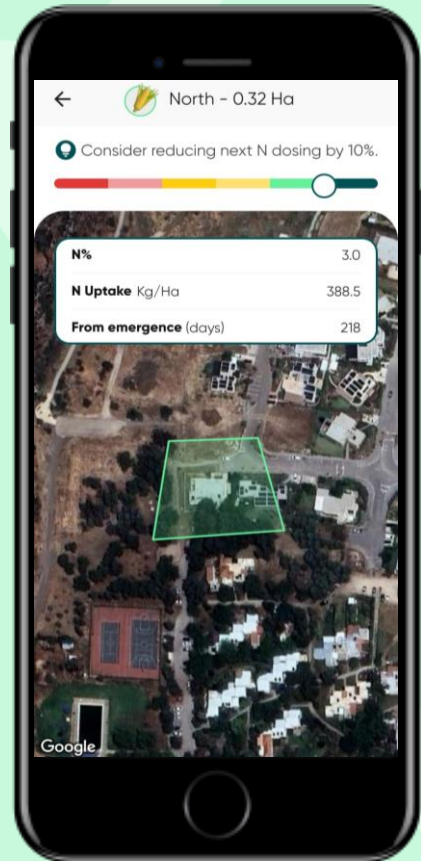 North - 0.32 Ha
Consider reducing next N dosing by 10%.
N% 3.0
N Uptake Kg/Ha 388.5
From emergence (days) 218
Google